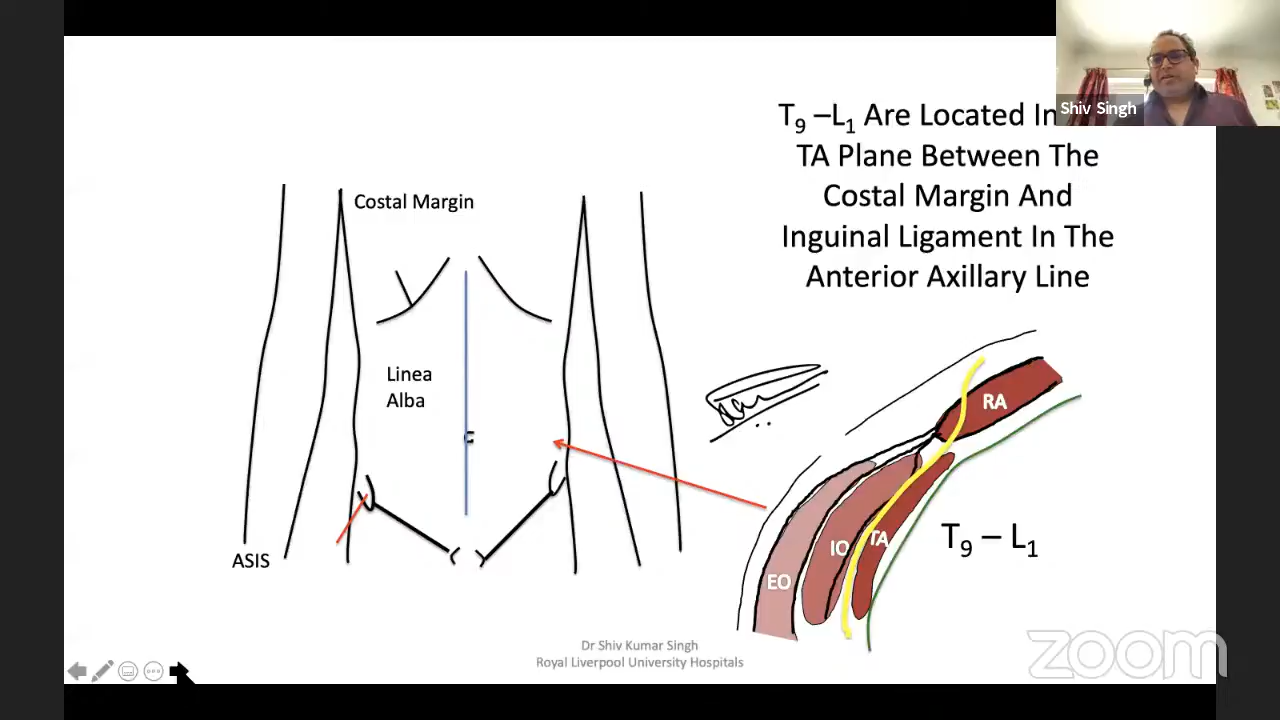 Shiv Singh
T9 –L1 Are Located In
TA Plane Between The
Costal Margin And
Inguinal Ligament In The
Anterior Axillary Line
Costal Margin
Linea
Alba
ASIS
RA
IO
TA
EO
T9 – L1
Dr Shiv Kumar Singh
Royal Liverpool University Hospitals
zoom